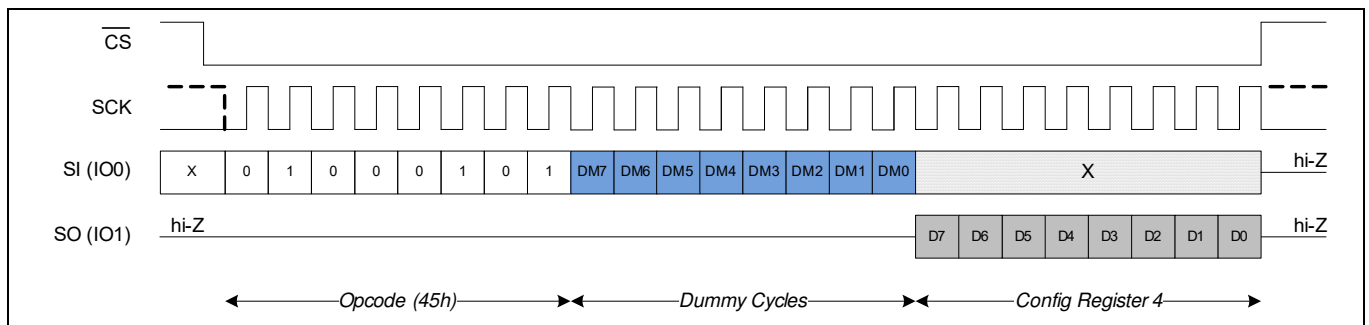 CS
SCK
SI (IO0) X 0 1 0 0 0 1 0 1 DM7 DM6 DM5 DM4 DM3 DM2 DM1 DM0 X hi-Z
SO (IO1) hi-Z D7 D6 D5 D4 D3 D2 D1 D0 hi-Z
Opcode (45h) Dummy Cycles Config Register 4